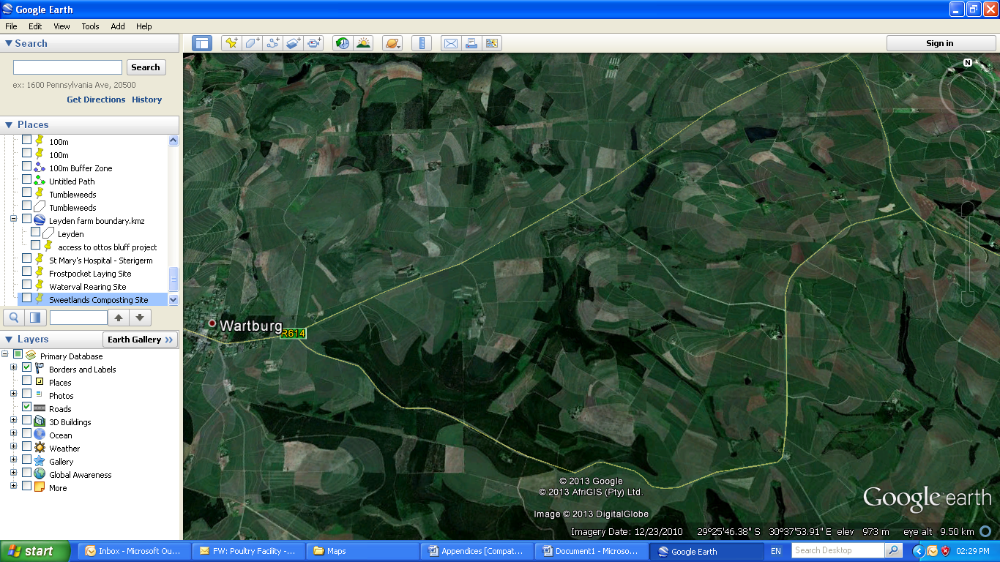 Google Earth
File Edit View Tools Add Help
Search
Search
ex: 1600 Pennsylvania Ave, 20500
Get Directions History
Places
100m
100m
100m Buffer Zone
Untitled Path
Tumbleweeds
Tumbleweeds
Leyden farm boundary.kmz
Leyden
access to ottos bluff project
St Mary's Hospital - Sterigerm
Frostpocket Laying Site
Waterval Rearing Site
Sweetlands Composting Site
Layers
Earth Gallery »
Primary Database
Borders and Labels
Places
Photos
Roads
3D Buildings
Ocean
Weather
Gallery
Global Awareness
More
Sign in
N
Wartburg
R614
© 2013 Google
© 2013 AfriGIS (Pty) Ltd.
Image © 2013 DigitalGlobe
Google earth
Imagery Date: 12/23/2010 29°25'46.38" S 30°37'53.91" E elev 973 m eye alt 9.50 km
start
Inbox - Microsoft Ou...
FW: Poultry Facility -...
Maps
Appendices [Compat...
Document1 - Microso...
Google Earth
EN
Search Desktop
02:29 PM